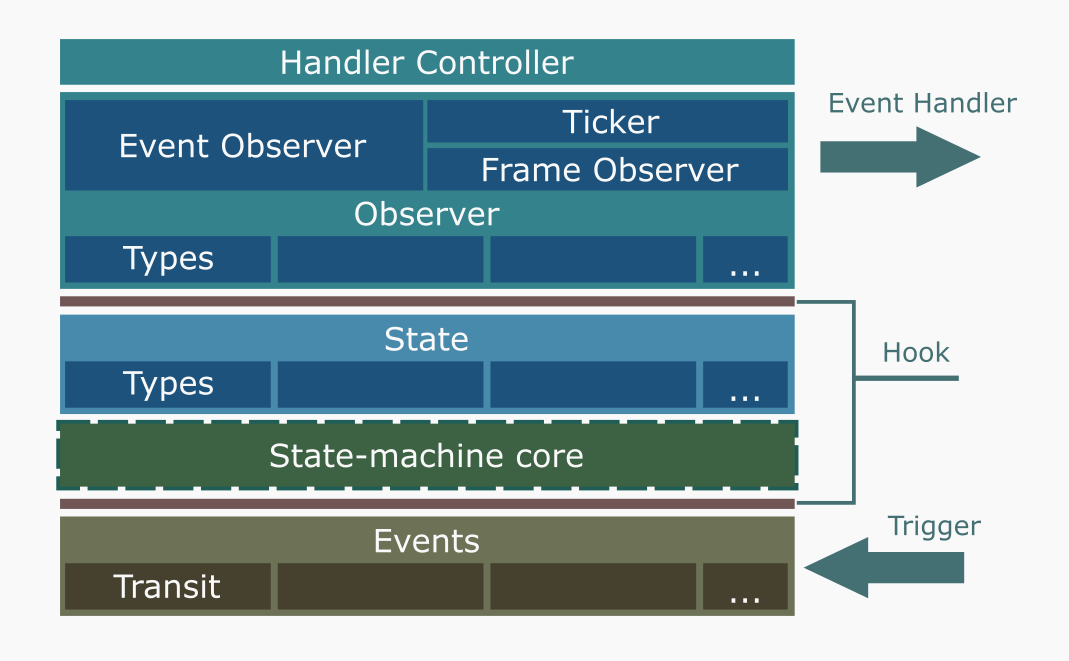 Handler Controller
Event Handler
Event Observer
Ticker
Frame Observer
Observer
Types
...
State
Hook
Types
...
State-machine core
Trigger
Events
Transit
...